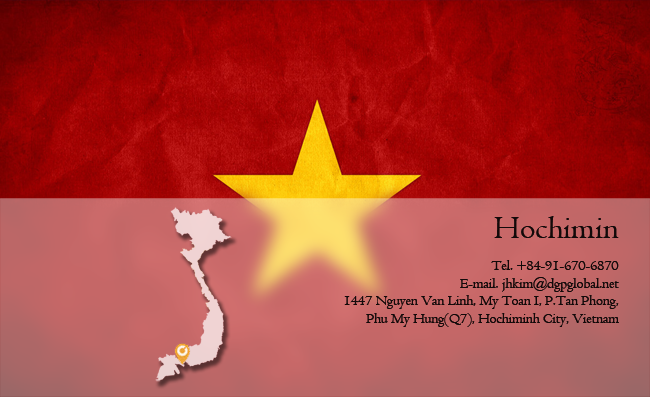 Hochimin
Tel. +84-91-670-6870
E-mail. jhkim@dgpglobal.net
1447 Nguyen Van Linh, My Toan I, P.Tan Phong,
Phu My Hung(Q7), Hochiminh City, Vietnam